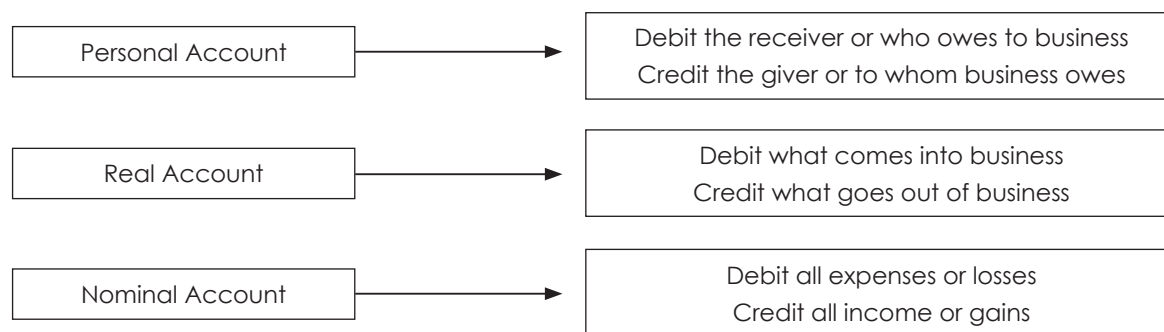 Personal Account
Debit the receiver or who owes to business
Credit the giver or to whom business owes
Real Account
Debit what comes into business
Credit what goes out of business
Nominal Account
Debit all expenses or losses
Credit all income or gains